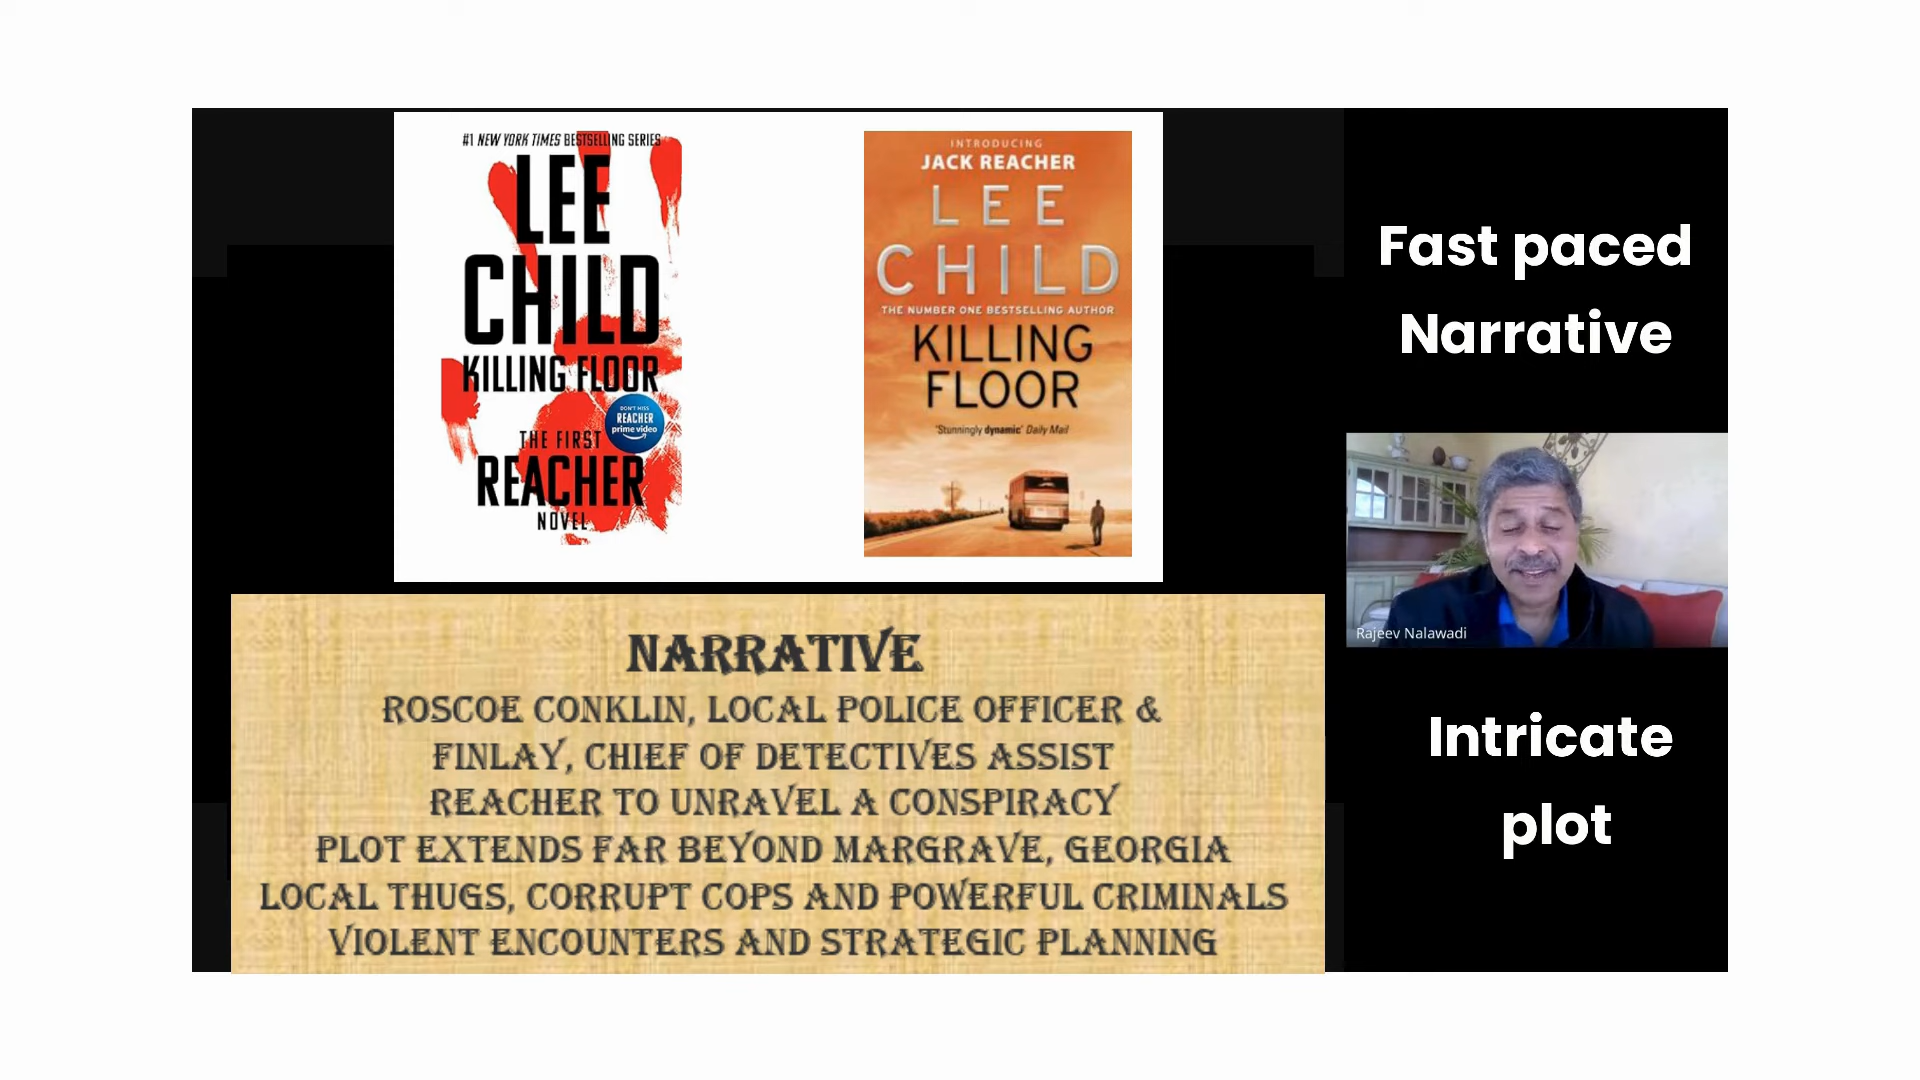 #1 NEW YORK TIMES BESTSELLING SERIES
LEE
CHILD
KILLING FLOOR
DON'T MISS
REACHER
prime video
THE FIRST
REACHER
NOVEL
INTRODUCING
JACK REACHER
LEE
CHILD
THE NUMBER ONE BESTSELLING AUTHOR
KILLING
FLOOR
'Stunningly dynamic' Daily Mail
Fast paced
Narrative
Rajeev Nalawadi
Intricate
plot
NARRATIVE
ROSCOE CONKLIN, LOCAL POLICE OFFICER &
FINLAY, CHIEF OF DETECTIVES ASSIST
REACHER TO UNRAVEL A CONSPIRACY
PLOT EXTENDS FAR BEYOND MARGRAVE, GEORGIA
LOCAL THUGS, CORRUPT COPS AND POWERFUL CRIMINALS
VIOLENT ENCOUNTERS AND STRATEGIC PLANNING